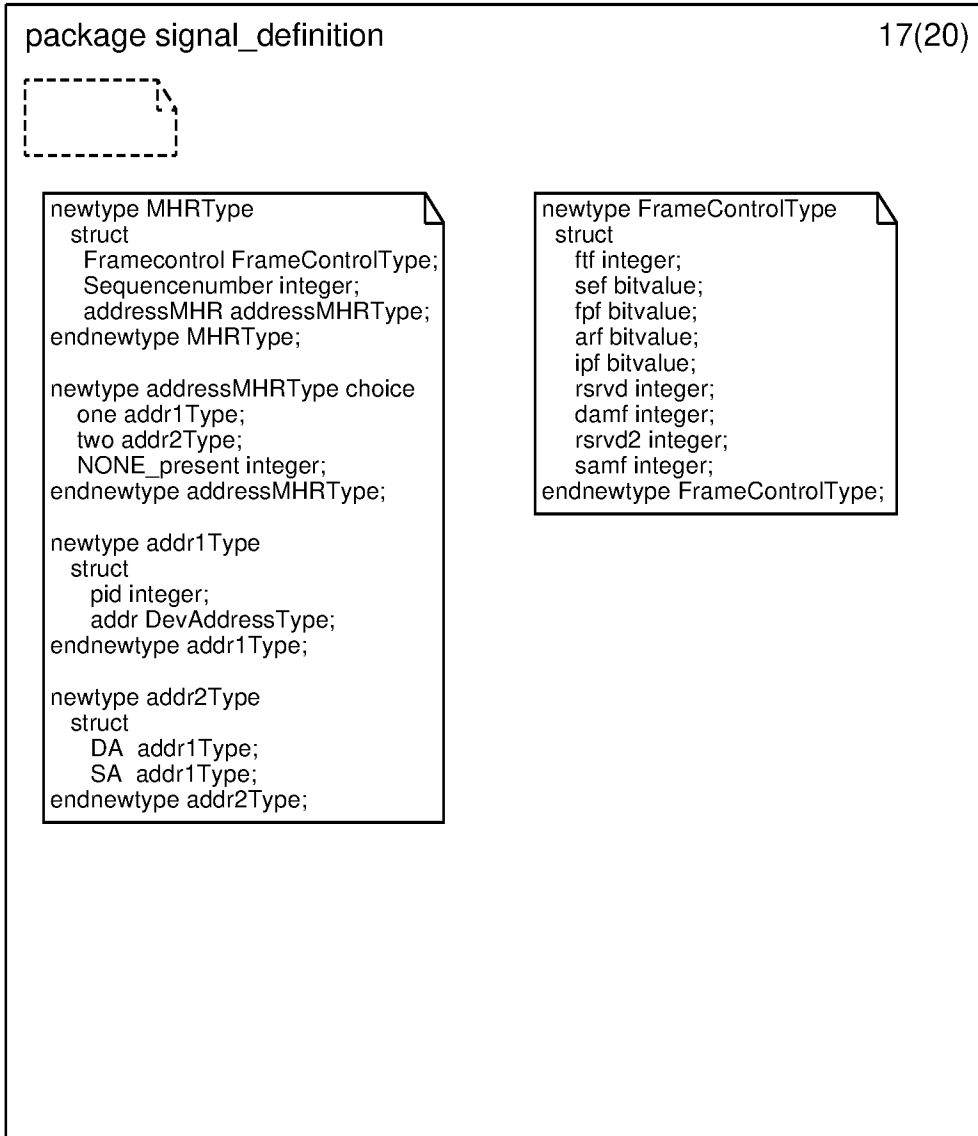 package signal_definition
17(20)
newtype MHRType
struct
Framecontrol FrameControlType;
Sequencenumber integer;
addressMHR addressMHRType;
endnewtype MHRType;
newtype addressMHRType choice
one addr1Type;
two addr2Type;
NONE_present integer;
endnewtype addressMHRType;
newtype addr1Type
struct
pid integer;
addr DevAddressType;
endnewtype addr1Type;
newtype addr2Type
struct
DA  addr1Type;
SA  addr1Type;
endnewtype addr2Type;
newtype FrameControlType
struct
ftf integer;
sef bitvalue;
fpf bitvalue;
arf bitvalue;
ipf bitvalue;
rsrvd integer;
damf integer;
rsrvd2 integer;
samf integer;
endnewtype FrameControlType;